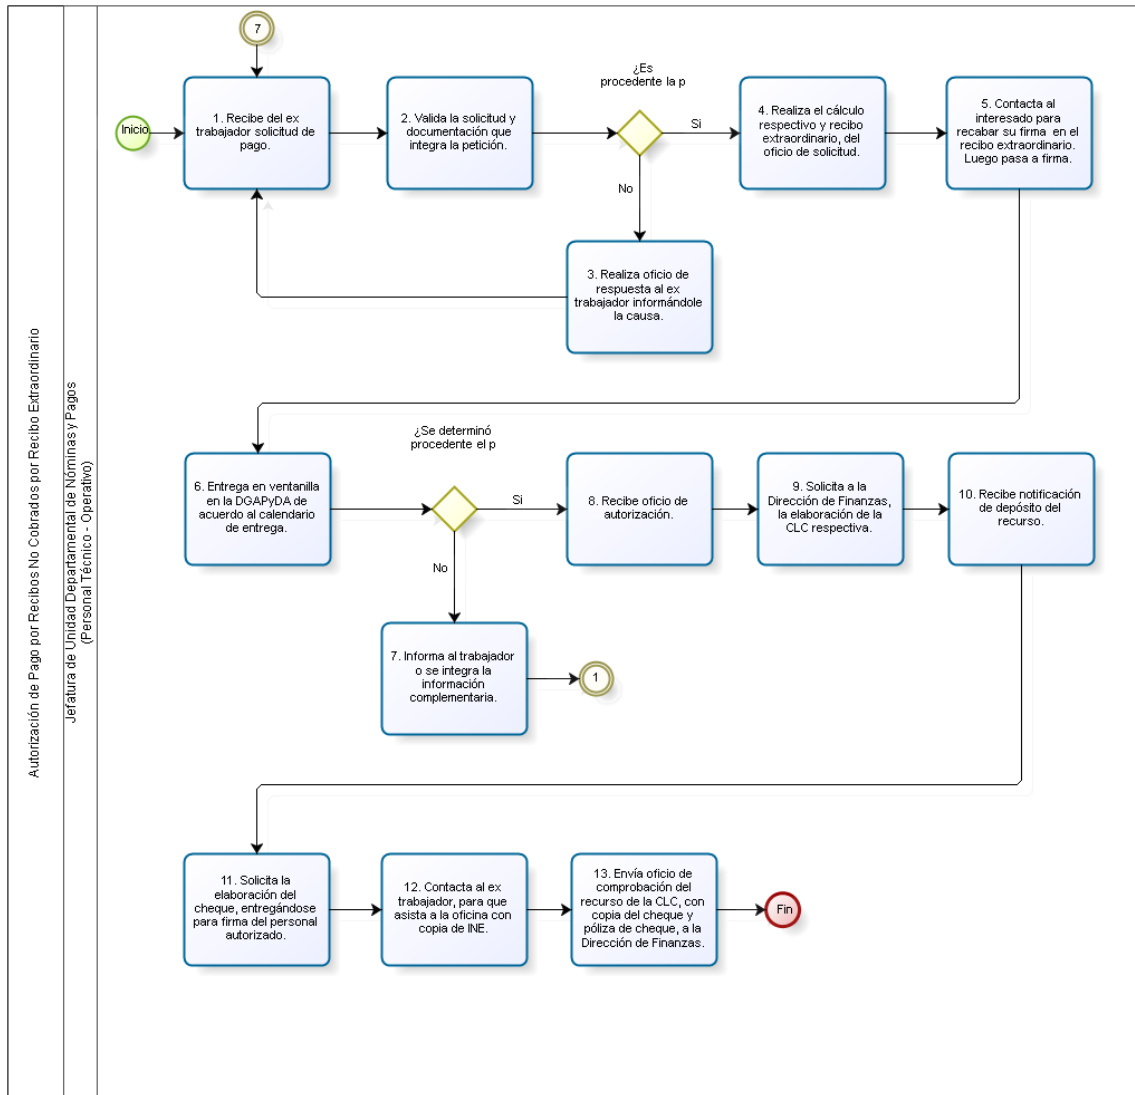 Autorización de Pago por Recibos No Cobrados por Recibo Extraordinario
Jefatura de Unidad Departamental de Nóminas y Pagos
(Personal Técnico - Operativo)
7
Inicio
1. Recibe del ex
trabajador solicitud de
pago.
2. Valida la solicitud y
documentación que
integra la petición.
¿Es
procedente la p
Si
No
4. Realiza el cálculo
respectivo y recibo
extraordinario, del
oficio de solicitud.
5. Contacta al
interesado para
recabar su firma en el
recibo extraordinario.
Luego pasa a firma.
3. Realiza oficio de
respuesta al ex
trabajador informándole
la causa.
6. Entrega en ventanilla
en la DGAPyDA de
acuerdo al calendario
de entrega.
¿Se determinó
procedente el p
Si
No
8. Recibe oficio de
autorización.
9. Solicita a la
Dirección de Finanzas,
la elaboración de la
CLC respectiva.
10. Recibe notificación
de depósito del
recurso.
7. Informa al trabajador
o se integra la
información
complementaria.
1
11. Solicita la
elaboración del
cheque, entregándose
para firma del personal
autorizado.
12. Contacta al ex
trabajador, para que
asista a la oficina con
copia de INE.
13. Envía oficio de
comprobación del
recurso de la CLC, con
copia del cheque y
póliza de cheque, a la
Dirección de Finanzas.
Fin